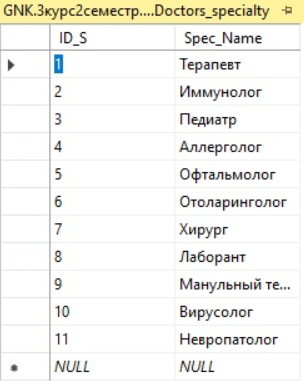 GNK.3курс2семестр....Doctors_specialty
ID_S Spec_Name
1 Терапевт
2 Иммунолог
3 Педиатр
4 Аллерголог
5 Офтальмолог
6 Отоларинголог
7 Хирург
8 Лаборант
9 Манульный те...
10 Вирусолог
11 Невропатолог
NULL NULL